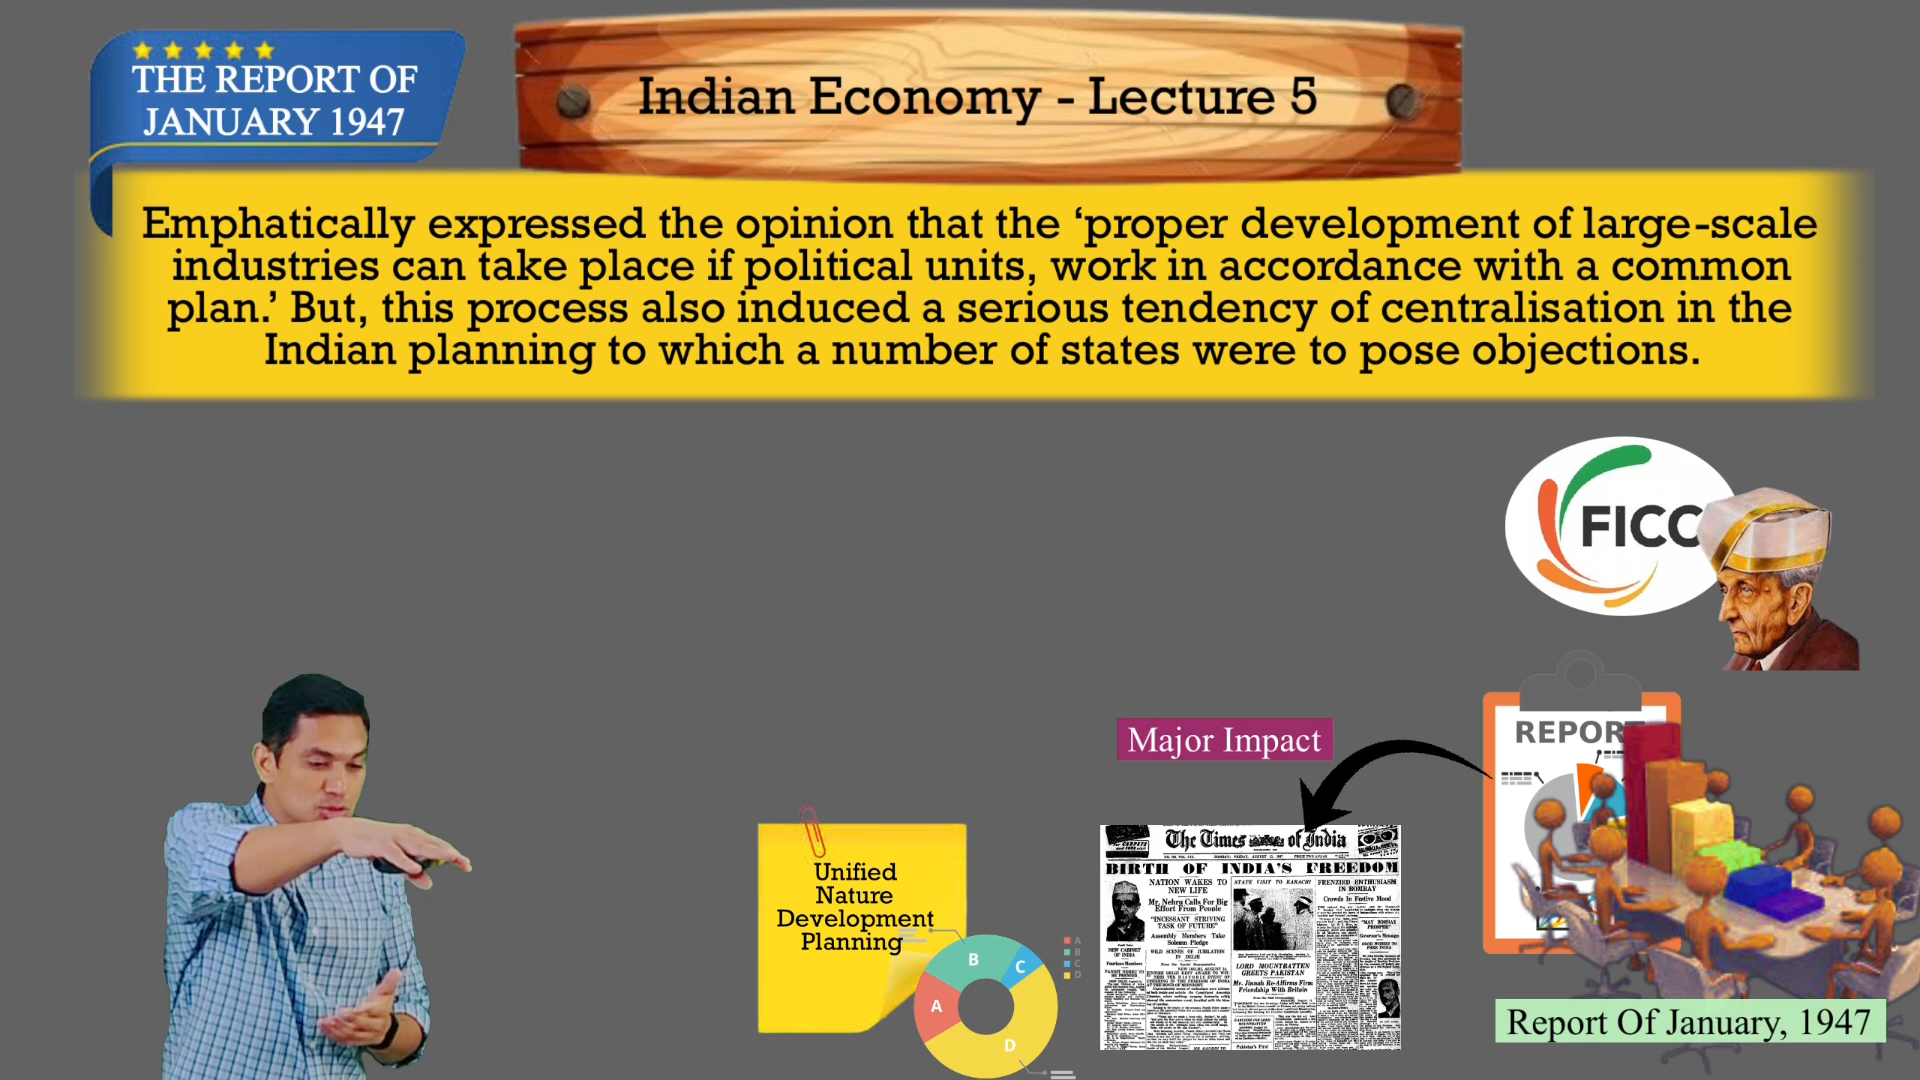 THE REPORT OF
JANUARY 1947
Indian Economy - Lecture 5
Emphatically expressed the opinion that the ‘proper development of large-scale
industries can take place if political units, work in accordance with a common
plan.’ But, this process also induced a serious tendency of centralisation in the
Indian planning to which a number of states were to pose objections.
FICC
REPORT
Major Impact
Unified
Nature
Development
Planning
A
B
C
D
A
B
C
D
The Times of India
BIRTH OF INDIA'S FREEDOM
NATION WAKES TO
NEW LIFE
Mr. Nehru Calls For Big
Effort From People
"INCESSANT STRIVING
TASK OF FUTURE"
Assembly Members Take
Solemn Pledge
WILD SCENES OF JUBILATION
IN DELHI
STATE VISIT TO KARACHI
LORD MOUNTBATTEN
GREETS PAKISTAN
Mr. Jinnah Re-Affirms Firm
Friendship With Britain
FRENZIED ENTHUSIASM
IN BOMBAY
Crowds In Festive Mood
Report Of January, 1947